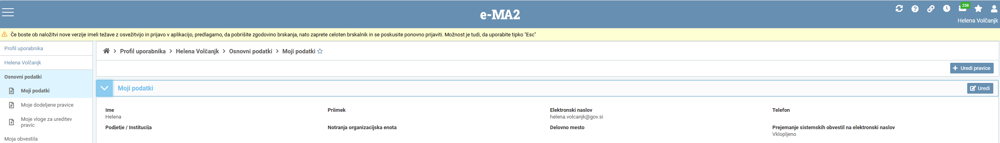 e-MA2
258
Helena Volčanjk
Če boste ob naložitvi nove verzije imeli težave z osvežitvijo in prijavo v aplikacijo, predlagamo, da pobrišite zgodovino brskanja, nato zaprete celoten brskalnik in se poskusite ponovno prijaviti. Možnost je tudi, da uporabite tipko "Esc"
Profil uporabnika
Helena Volčanjk
Osnovni podatki
Moji podatki
Moje dodeljene pravice
Moje vloge za ureditev
pravic
Moja obvestila
Profil uporabnika > Helena Volčanjk > Osnovni podatki > Moji podatki
Uredi pravice
Moji podatki
Uredi
Ime
Helena
Priimek
Elektronski naslov
helena.volcanjk@gov.si
Telefon
Podjetje / Institucija
Notranja organizacijska enota
Delovno mesto
Prejemanje sistemskih obvestil na elektronski naslov
Vklopljeno